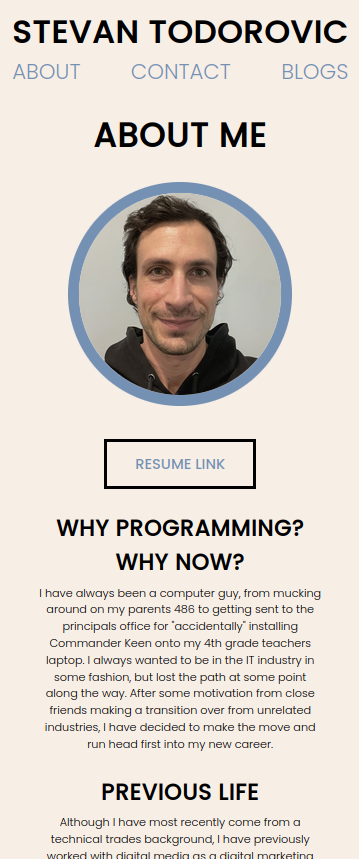 STEVAN TODOROVIC
ABOUT CONTACT BLOGS
ABOUT ME
RESUME LINK
WHY PROGRAMMING?
WHY NOW?
I have always been a computer guy, from mucking
around on my parents 486 to getting sent to the
principals office for "accidentally" installing
Commander Keen onto my 4th grade teachers
laptop. I always wanted to be in the IT industry in
some fashion, but lost the path at some point
along the way. After some motivation from close
friends making a transition over from unrelated
industries, I have decided to make the move and
run head first into my new career.
PREVIOUS LIFE
Although I have most recently come from a
technical trades background, I have previously
worked with digital media as a digital marketing